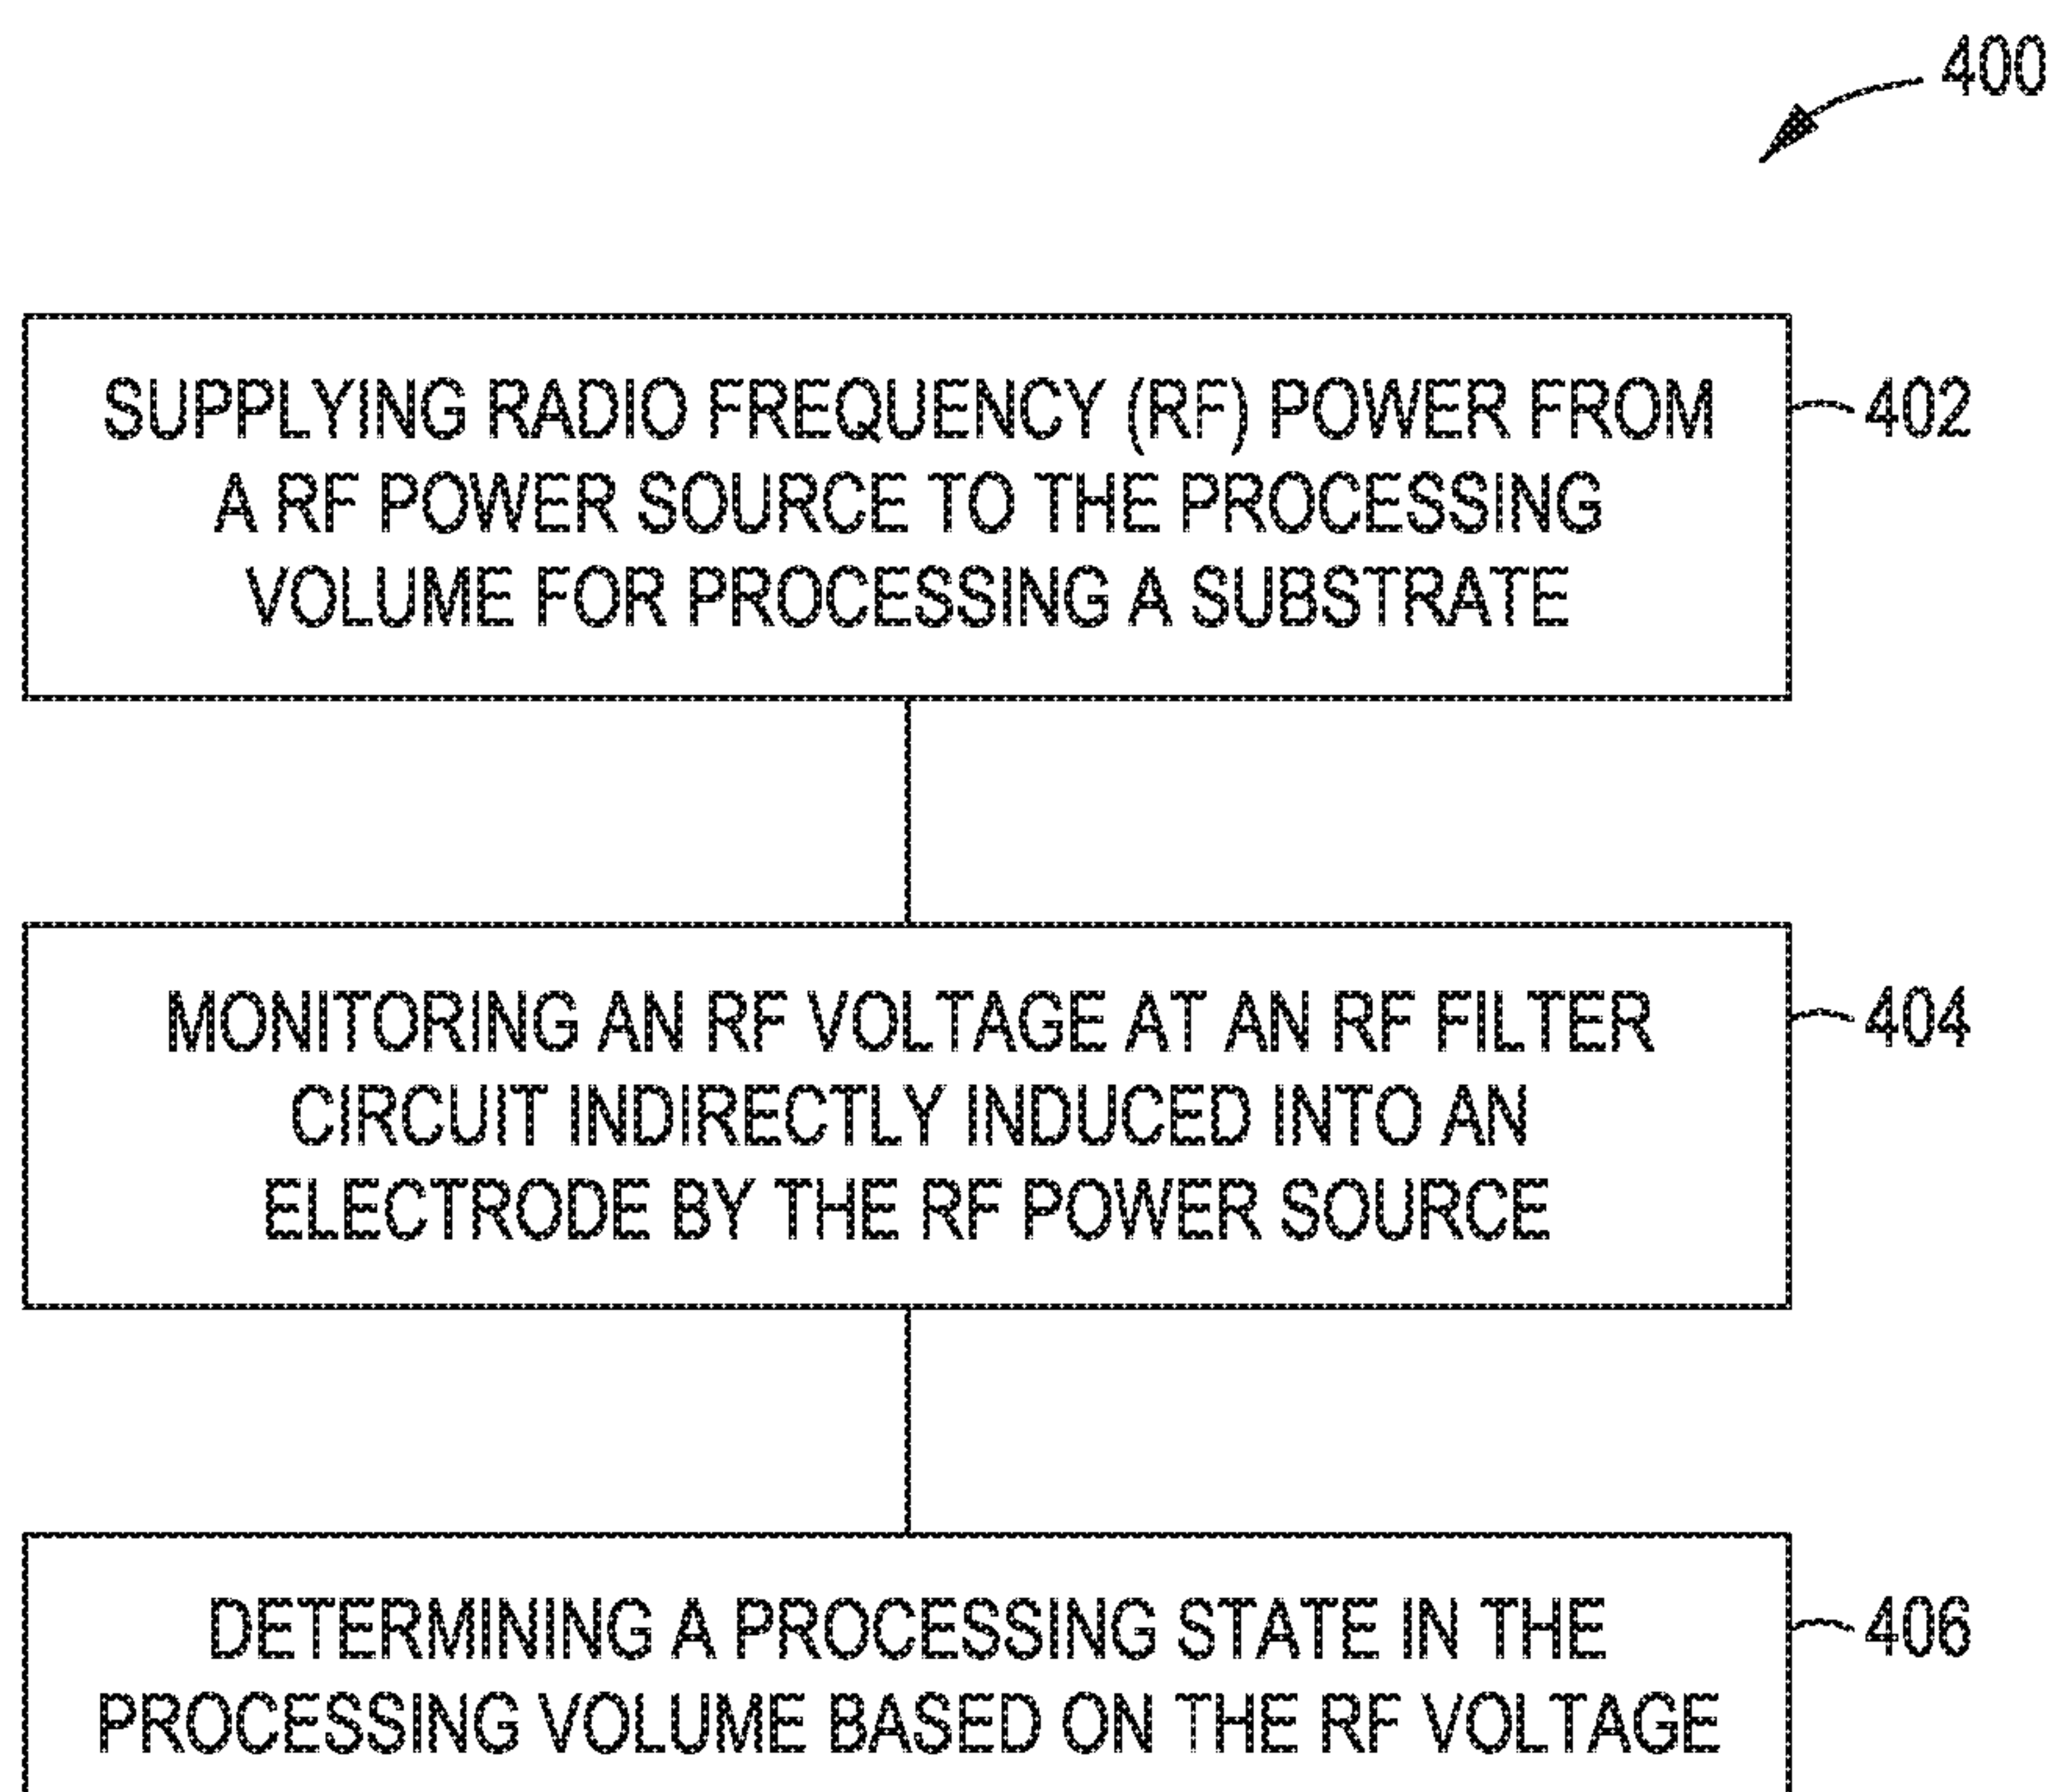 400
SUPPLYING RADIO FREQUENCY (RF) POWER FROM
A RF POWER SOURCE TO THE PROCESSING
VOLUME FOR PROCESSING A SUBSTRATE
402
MONITORING AN RF VOLTAGE AT AN RF FILTER
CIRCUIT INDIRECTLY INDUCED INTO AN
ELECTRODE BY THE RF POWER SOURCE
404
DETERMINING A PROCESSING STATE IN THE
PROCESSING VOLUME BASED ON THE RF VOLTAGE
406